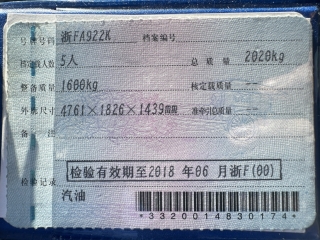 号牌号码 浙FA922K 档案编号
核定载人数 5人 总质量 2020kg
整备质量 1600kg 核定载质量 --
外廓尺寸 4761×1826×1439mm 准牵引总质量 --
备注
检验有效期至2018 年06 月浙F(00)
检验记录
汽油
*3320014830174*